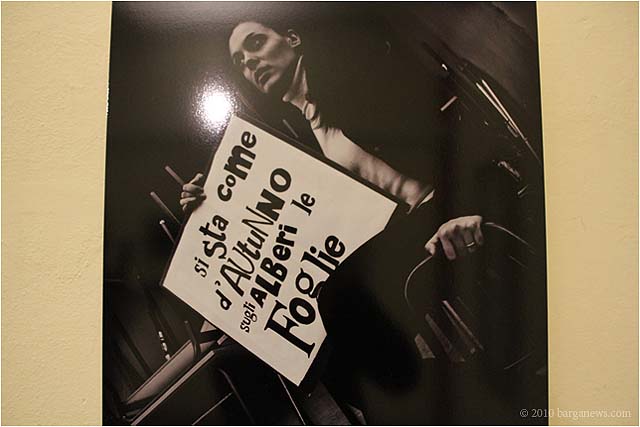 si sta come
d'AUtuNNO
sugli ALBeri le
Foglie
© 2010 barganews.com